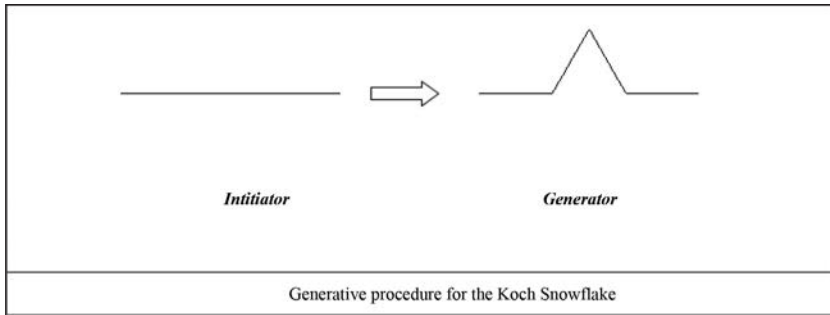 Intitiator
Generator
Generative procedure for the Koch Snowflake